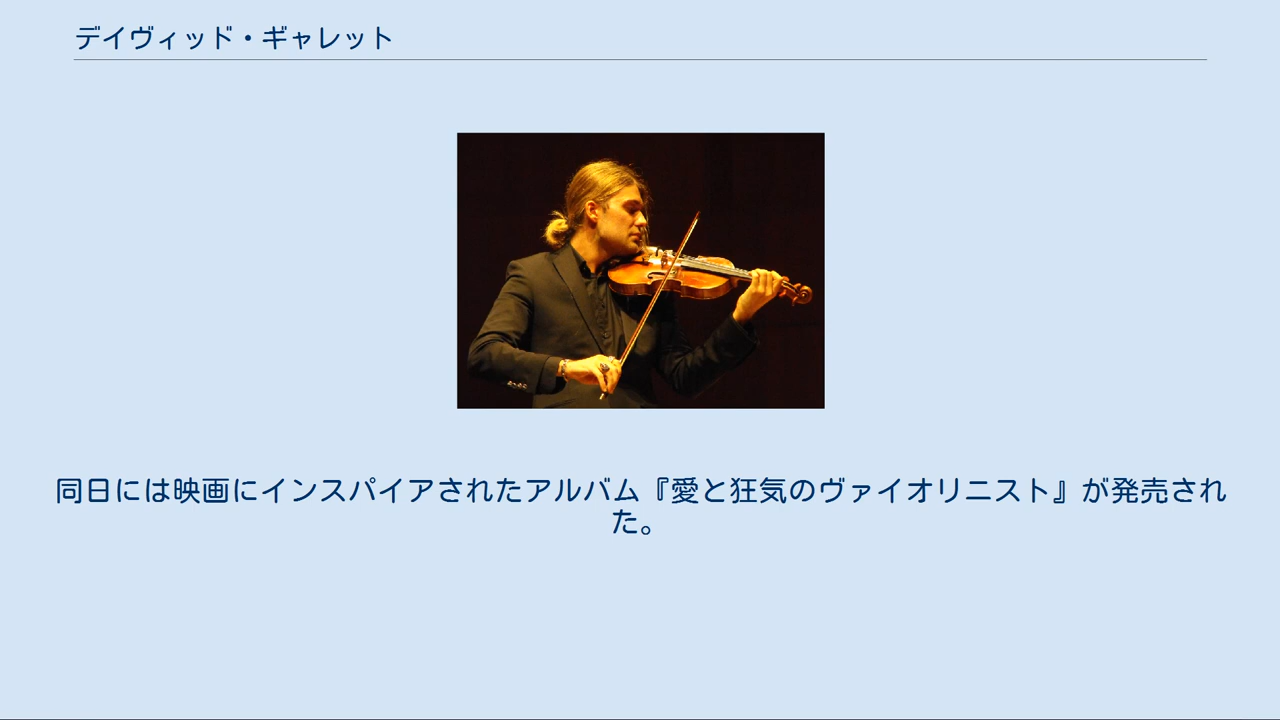 デイヴィッド・ギャレット
同日には映画にインスパイアされたアルバム『愛と狂気のヴァイオリニスト』が発売され
た。